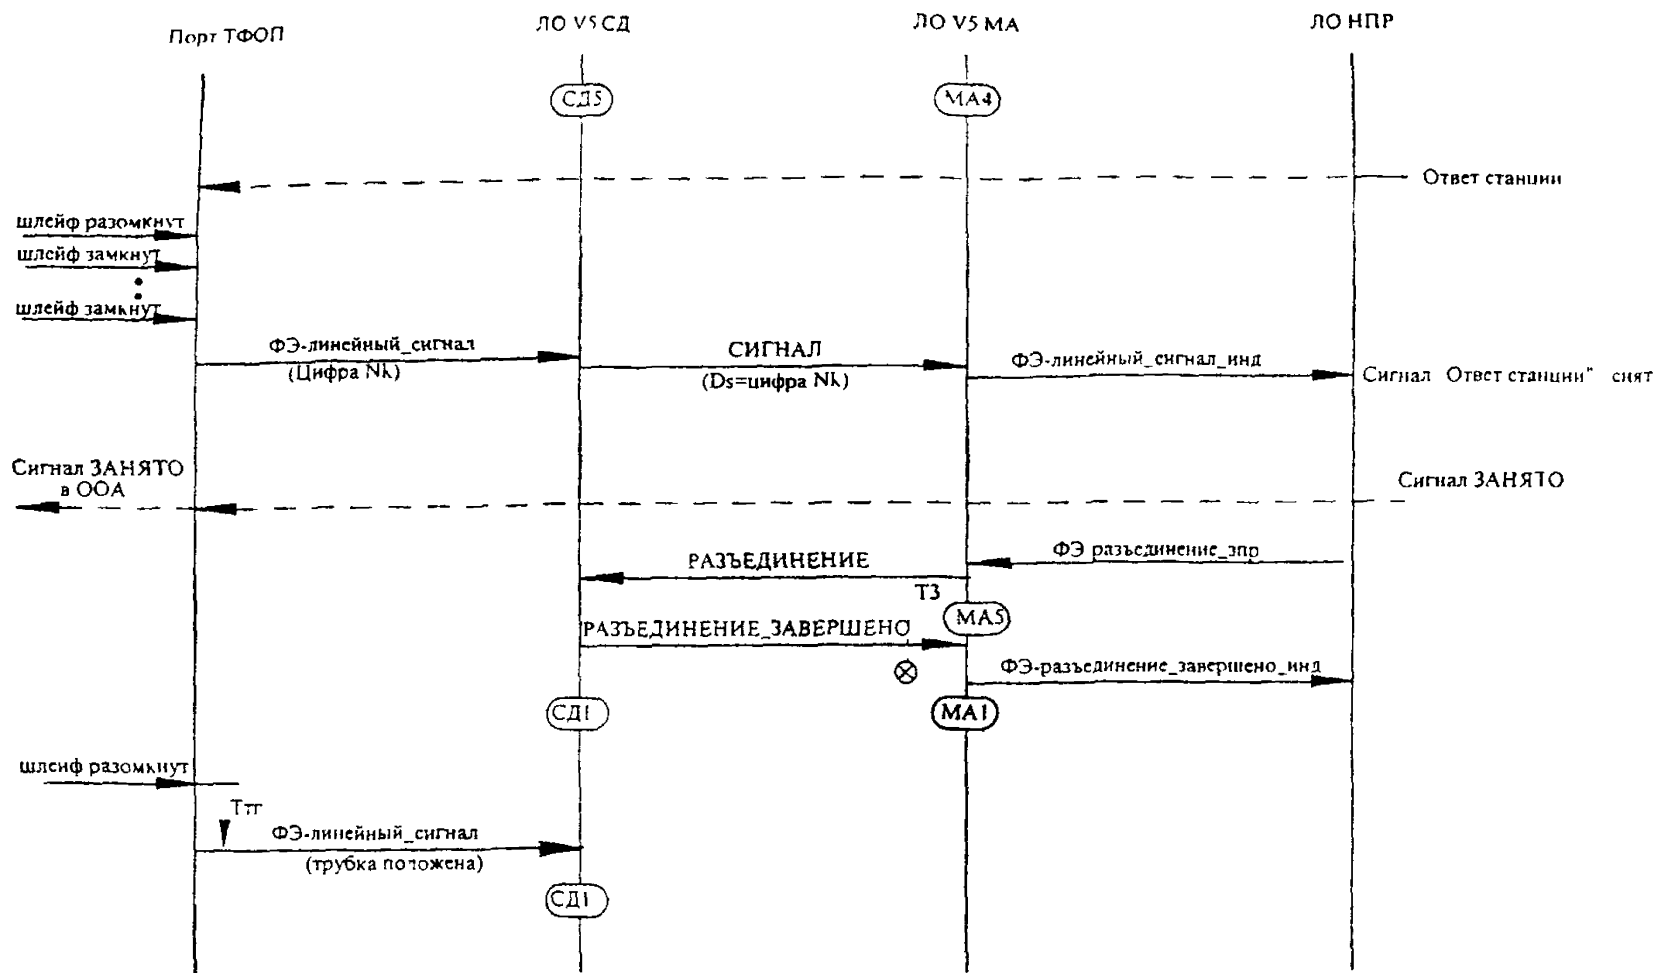 Порт ТФОП
ЛО V5 СД
ЛО V5 МА
ЛО НПР
СД5
МА4
Ответ станции
шлейф разомкнут
шлейф замкнут
шлейф замкнут
ФЭ-линейный_сигнал
(Цифра Nk)
СИГНАЛ
(Ds=цифра Nk)
ФЭ-линейный_сигнал_инд
Сигнал Ответ станции" снят
Сигнал ЗАНЯТО
в ООА
Сигнал ЗАНЯТО
РАЗЪЕДИНЕНИЕ
ФЭ разъединение_зпр
Т3
МА5
РАЗЪЕДИНЕНИЕ_ЗАВЕРШЕНО
ФЭ-разъединение_завершено_инд
СД1
МА1
шлейф разомкнут
Ттг
ФЭ-линейный_сигнал
(трубка положена)
СД1